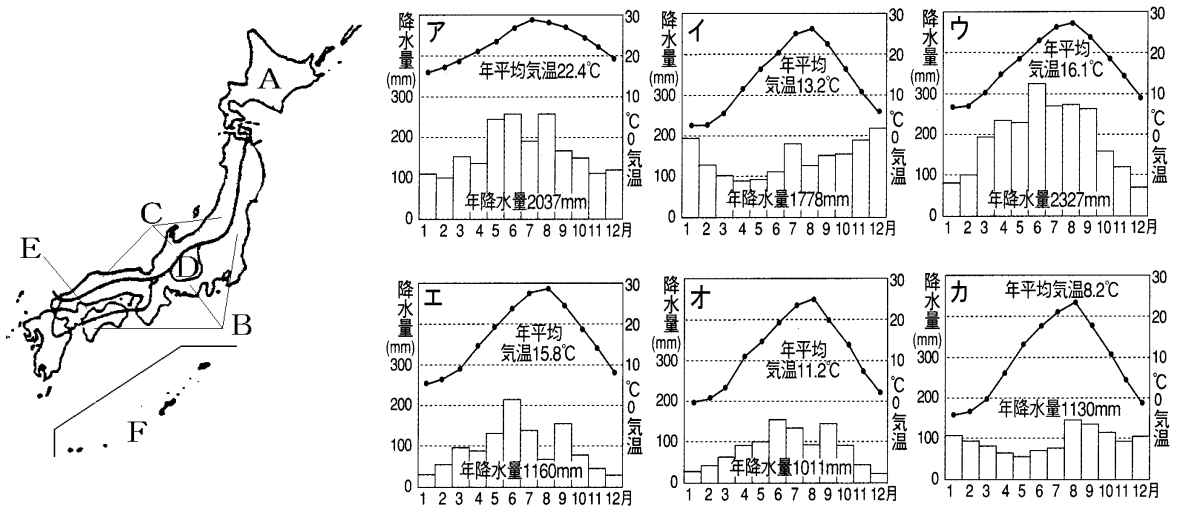 A
C
E
D
B
F
ア
降水量(mm)
300
200
100
0
30
20
10
℃
0
気温
年平均気温22.4℃
年降水量2037mm
1 2 3 4 5 6 7 8 9 10 11 12月
イ
降水量(mm)
300
200
100
0
30
20
10
℃
0
気温
年平均
気温13.2℃
年降水量1778mm
1 2 3 4 5 6 7 8 9 10 11 12月
ウ
降水量(mm)
300
200
100
0
30
20
10
℃
0
気温
年平均
気温16.1℃
年降水量2327mm
1 2 3 4 5 6 7 8 9 10 11 12月
エ
降水量(mm)
300
200
100
0
30
20
10
℃
0
気温
年平均
気温15.8℃
年降水量1160mm
1 2 3 4 5 6 7 8 9 10 11 12月
オ
降水量(mm)
300
200
100
0
30
20
10
℃
0
気温
年平均
気温11.2℃
年降水量1011mm
1 2 3 4 5 6 7 8 9 10 11 12月
カ
降水量(mm)
300
200
100
0
30
20
10
℃
0
気温
年平均気温8.2℃
年降水量1130mm
1 2 3 4 5 6 7 8 9 10 11 12月